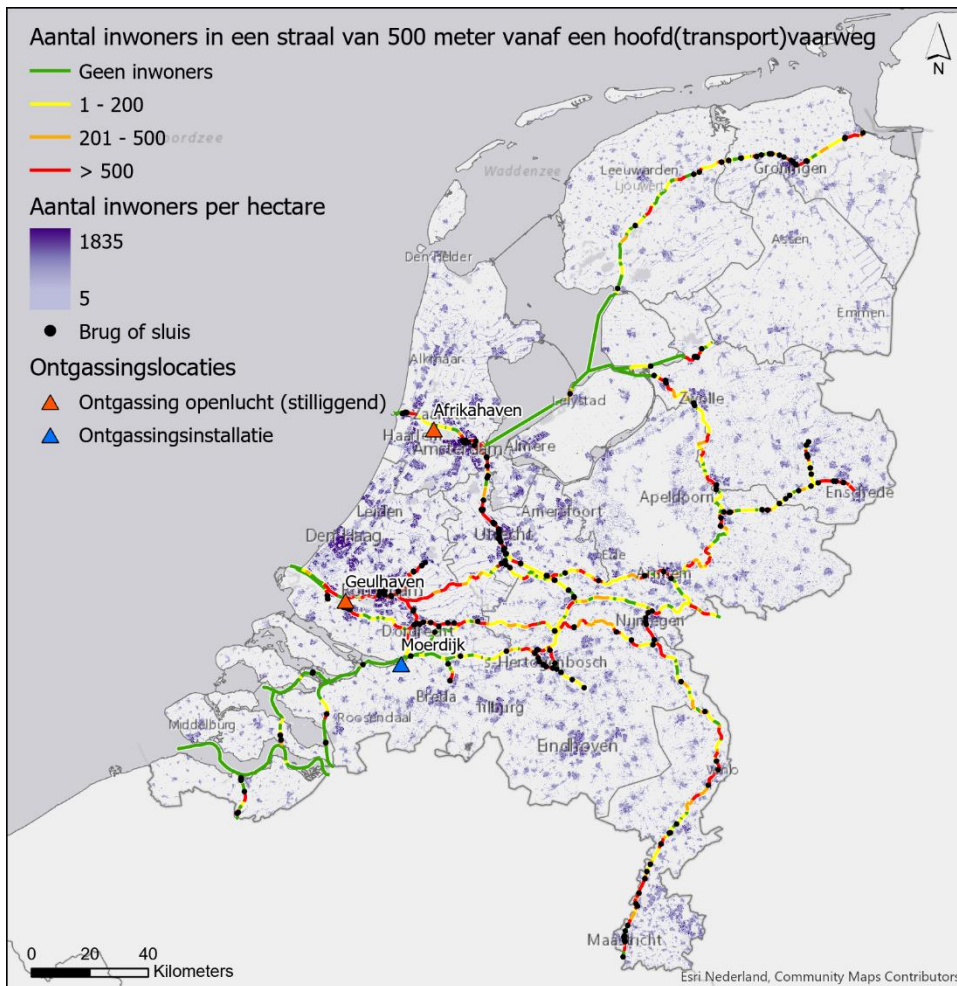 Aantal inwoners in een straal van 500 meter vanaf een hoofd(transport)vaarweg
Geen inwoners
1 - 200
201 - 500
> 500
Aantal inwoners per hectare
1835
5
Brug of sluis
Ontgassingslocaties
Ontgassing openlucht (stilliggend)
Ontgassingsinstallatie
N
Waddenzee
Leeuwarden
Ljouwert
Groningen
Assen
Den Helder
Emmen
Alkmaar
Lelystad
Zwolle
Afrikahaven
Amsterdam
Almere
Apeldoorn
Enschede
Leiden
Amersfoort
Den Haag
Utrecht
Ede
Arnhem
Geulhaven
Nijmegen
Dordrecht
Moerdijk
's-Hertogenbosch
Breda
Tilburg
Roosendaal
Middelburg
Eindhoven
Venlo
Maastricht
0 20 40
Kilometers
Esri Nederland, Community Maps Contributors